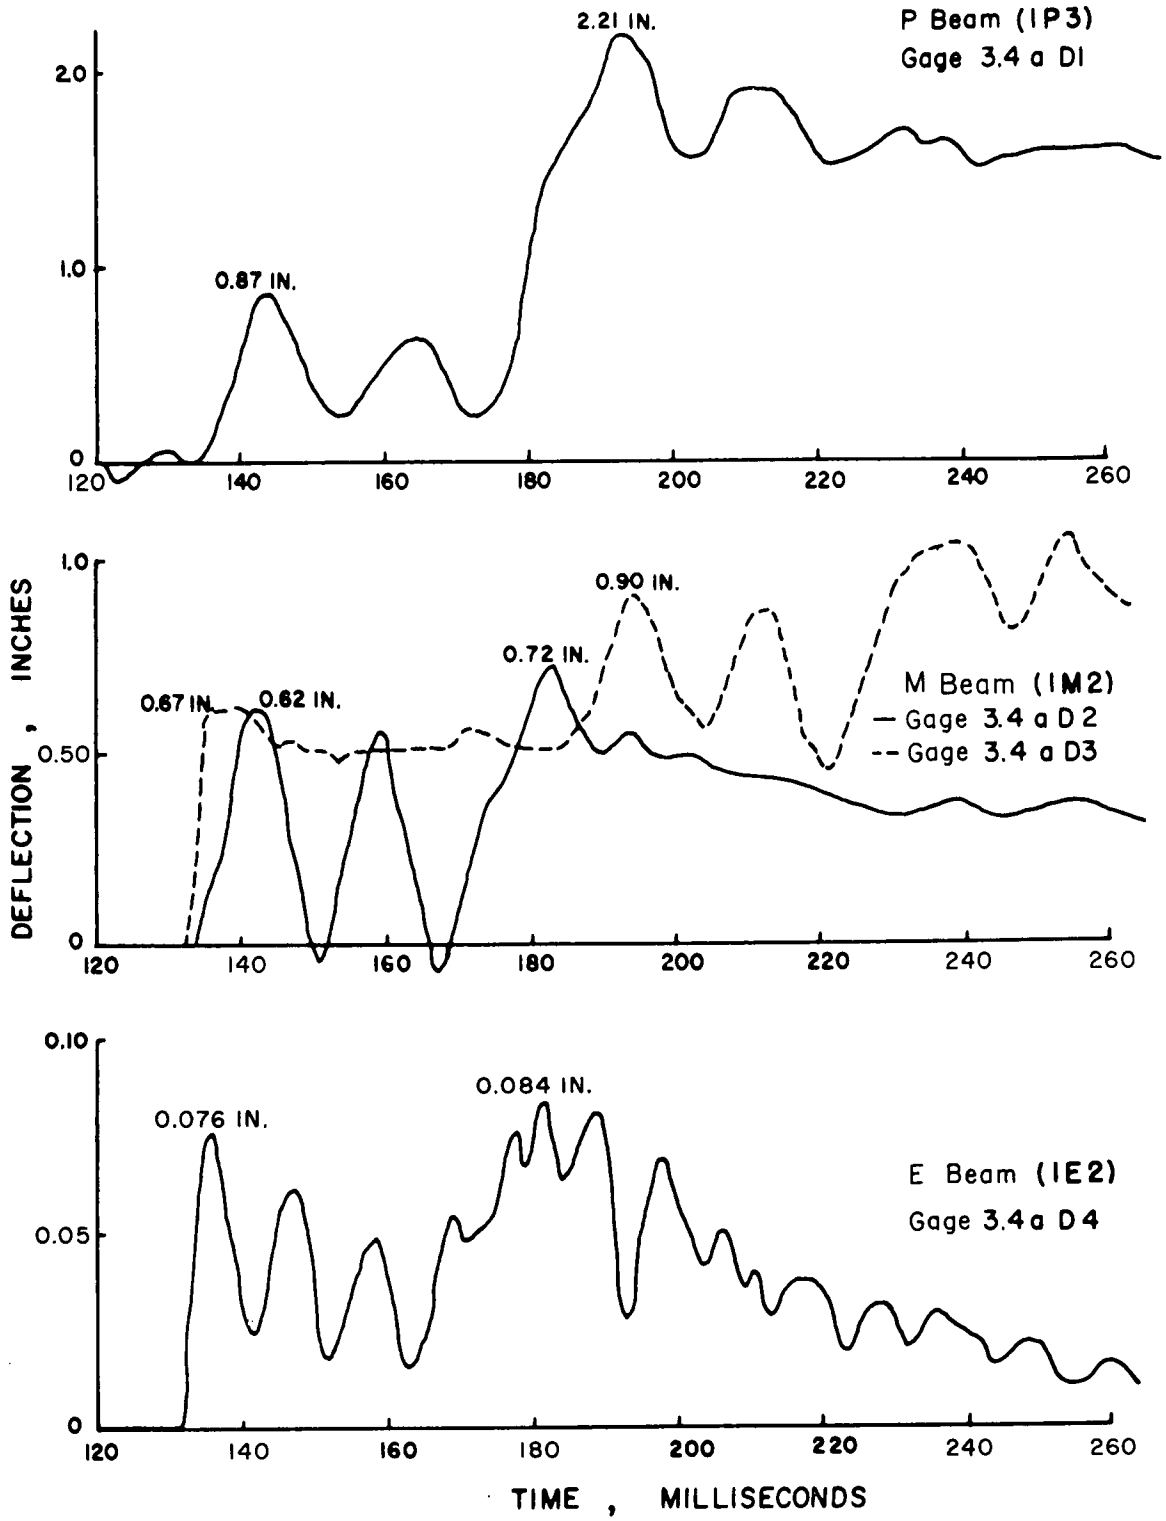 2.21 IN.
P Beam (1P3)
Gage 3.4 a D1
2.0
1.0
0
0.87 IN.
120 140 160 180 200 220 240 260
1.0
0.50
0
0.67 IN.
0.62 IN.
0.72 IN.
0.90 IN.
M Beam (1M2)
— Gage 3.4 a D2
-- Gage 3.4 a D3
120 140 160 180 200 220 240 260
DEFLECTION , INCHES
0.10
0.05
0
0.076 IN.
0.084 IN.
E Beam (1E2)
Gage 3.4 a D4
120 140 160 180 200 220 240 260
TIME , MILLISECONDS